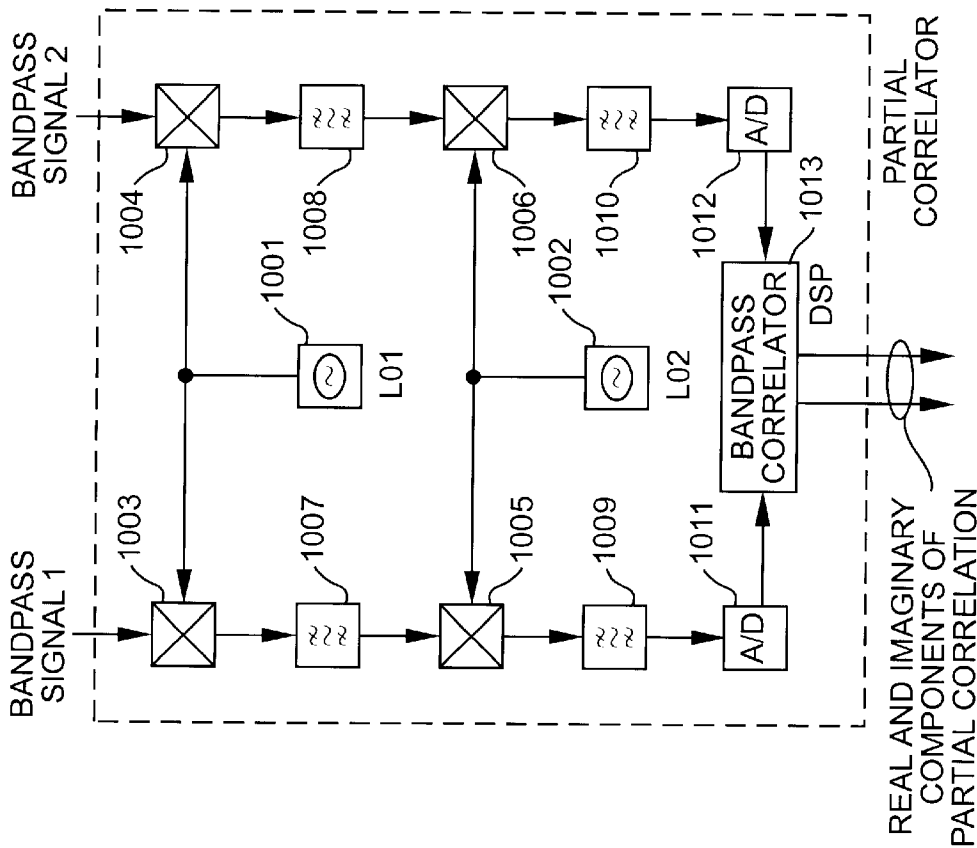 BANDPASS
SIGNAL 1
BANDPASS
SIGNAL 2
1003
1004
1001
L01
1007
1008
1005
1006
1002
L02
1009
1010
1011
A/D
1012
A/D
BANDPASS
CORRELATOR
DSP
1013
PARTIAL
CORRELATOR
REAL AND IMAGINARY
COMPONENTS OF
PARTIAL CORRELATION